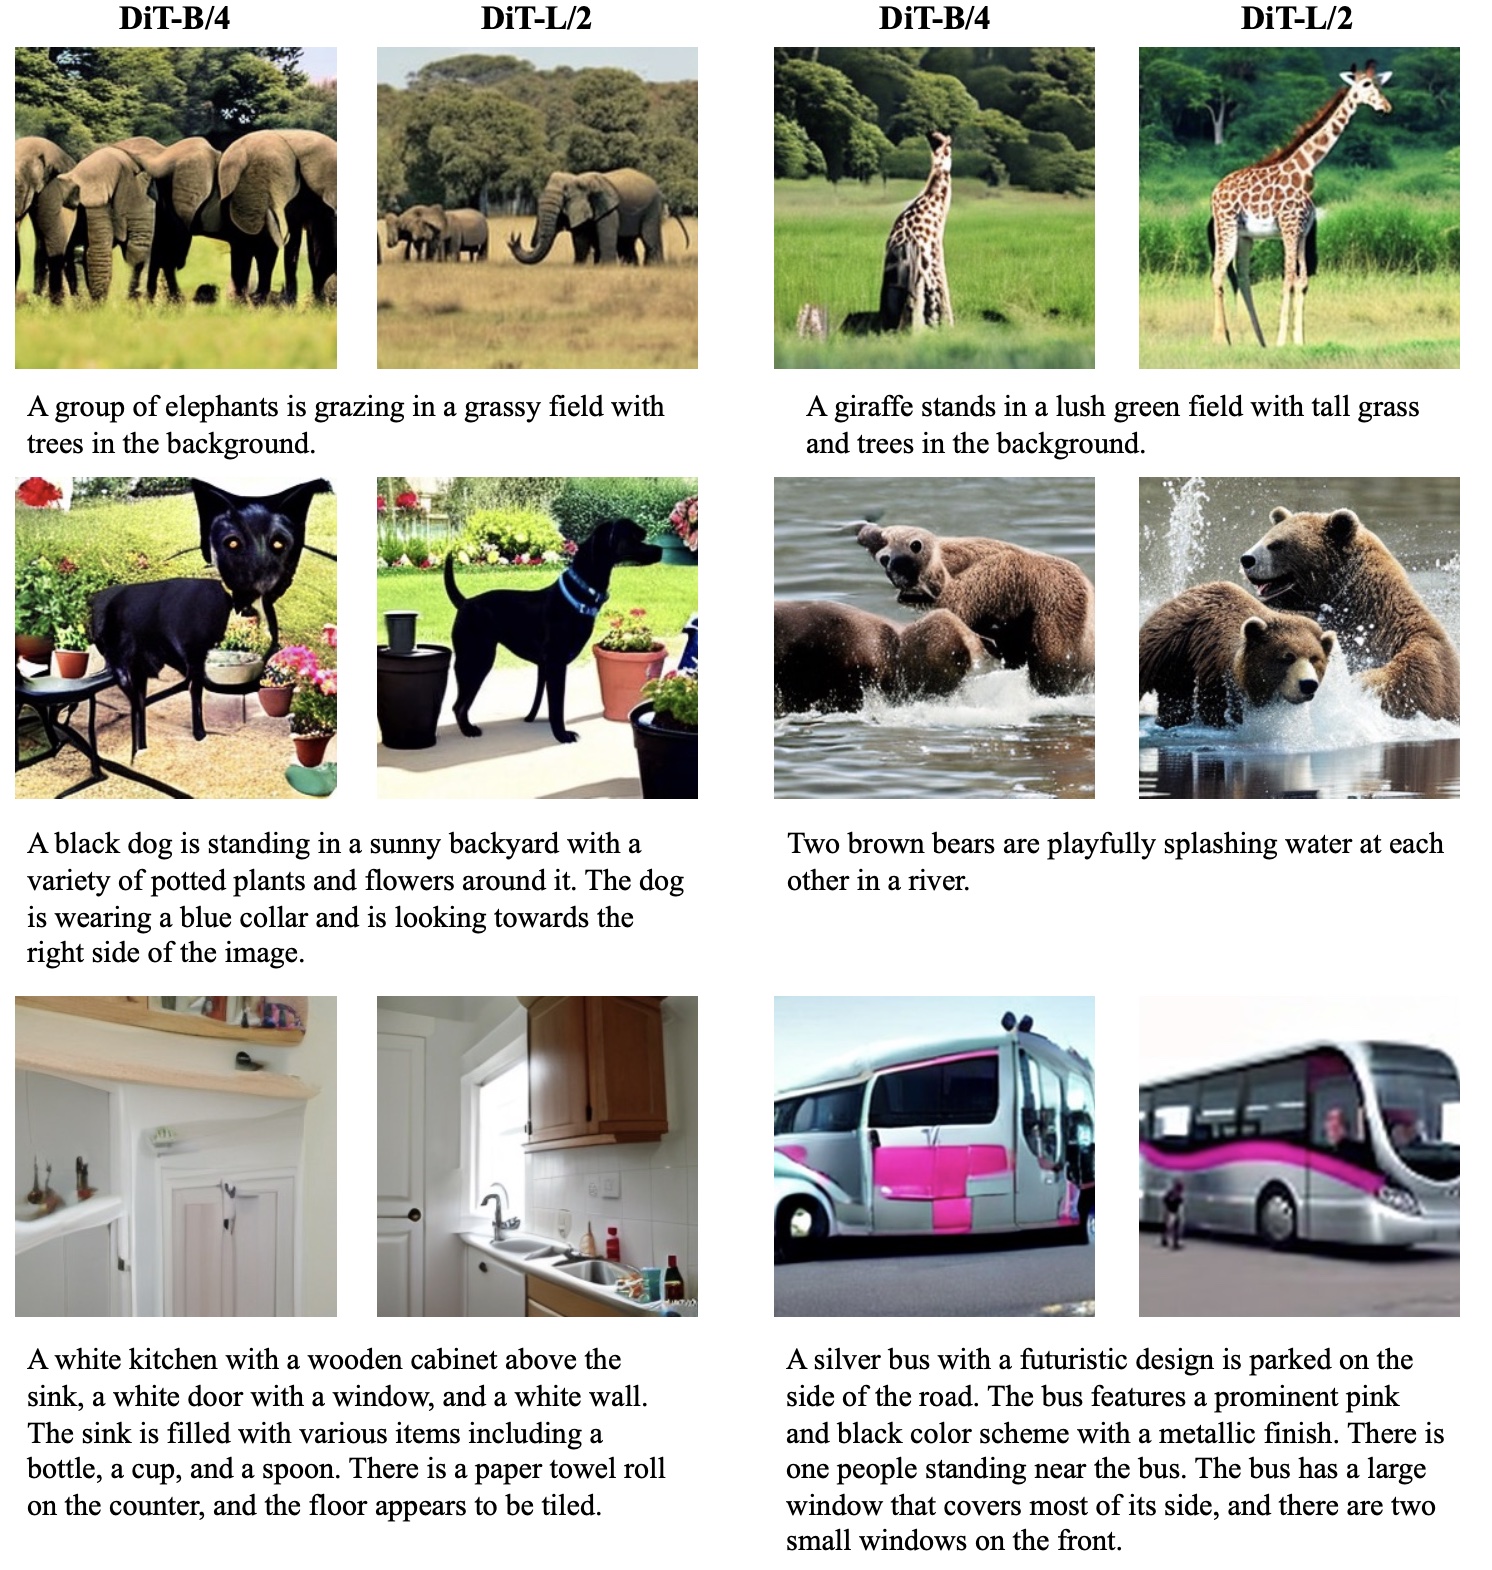 DiT-B/4 DiT-L/2 DiT-B/4 DiT-L/2
A group of elephants is grazing in a grassy field with
trees in the background.
A giraffe stands in a lush green field with tall grass
and trees in the background.
A black dog is standing in a sunny backyard with a
variety of potted plants and flowers around it. The dog
is wearing a blue collar and is looking towards the
right side of the image.
Two brown bears are playfully splashing water at each
other in a river.
A white kitchen with a wooden cabinet above the
sink, a white door with a window, and a white wall.
The sink is filled with various items including a
bottle, a cup, and a spoon. There is a paper towel roll
on the counter, and the floor appears to be tiled.
A silver bus with a futuristic design is parked on the
side of the road. The bus features a prominent pink
and black color scheme with a metallic finish. There is
one people standing near the bus. The bus has a large
window that covers most of its side, and there are two
small windows on the front.